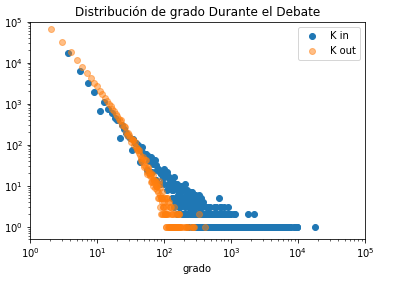 Distribución de grado Durante el Debate
K in
K out
10^5
10^4
10^3
10^2
10^1
10^0
10^0 10^1 10^2 10^3 10^4 10^5
grado